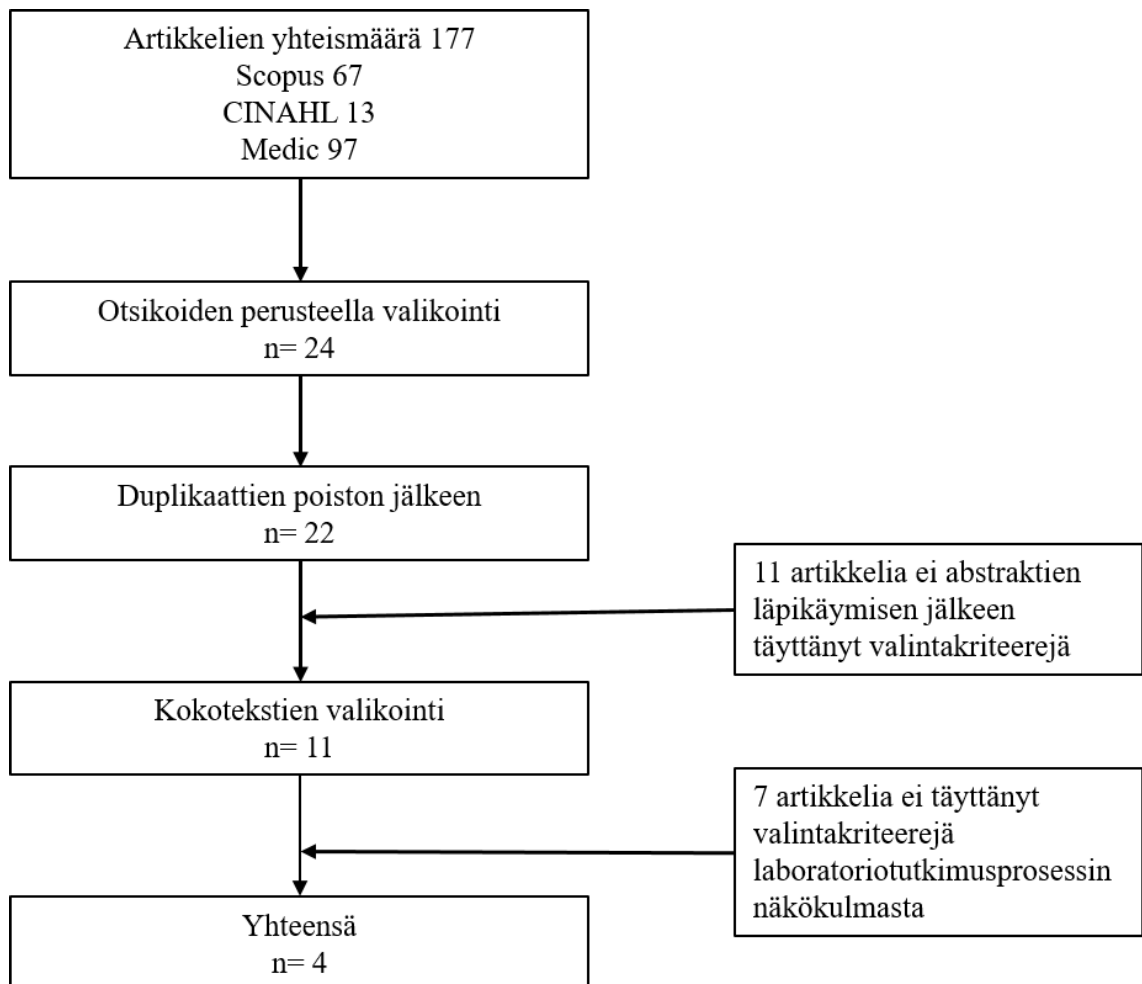 Artikkelien yhteismäärä 177
Scopus 67
CINAHL 13
Medic 97
Otsikoiden perusteella valikointi
n= 24
Duplikaattien poiston jälkeen
n= 22
11 artikkelia ei abstraktien
läpikäymisen jälkeen
täyttänyt valintakriteerejä
Kokotekstien valikointi
n= 11
7 artikkelia ei täyttänyt
valintakriteerejä
laboratoriotutkimusprosessin
näkökulmasta
Yhteensä
n= 4